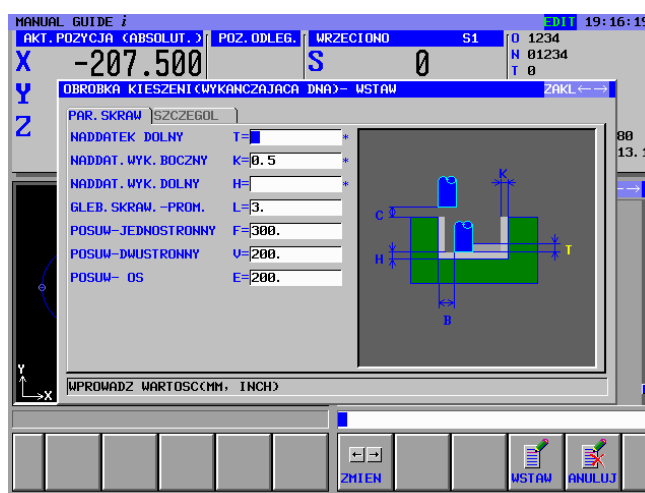 MANUAL GUIDE i EDIT 19:16:19
AKT.POZYCJA (ABSOLUT.) POZ.ODLEG. WRZECIONO S1 O 1234
X -207.500 S 0 N 01234
T 0
Y OBROBKA KIESZENI(WYKANCZAJACA DNA)- WSTAW ZAKL←→
Z PAR.SKRAW SZCZEGOL
NADDATEK DOLNY T= *
NADDAT.WYK.BOCZNY K=0.5 *
NADDAT.WYK.DOLNY H= *
GLEB.SKRAW.-PROM. L=3.
POSUW-JEDNOSTRONNY F=300.
POSUW-DWUSTRONNY V=200.
POSUW- OS E=200.
K
C
T
H
B
80
13.
Y
X
WPROWADZ WARTOSC(MM, INCH)
ZMIEN WSTAW ANULUJ